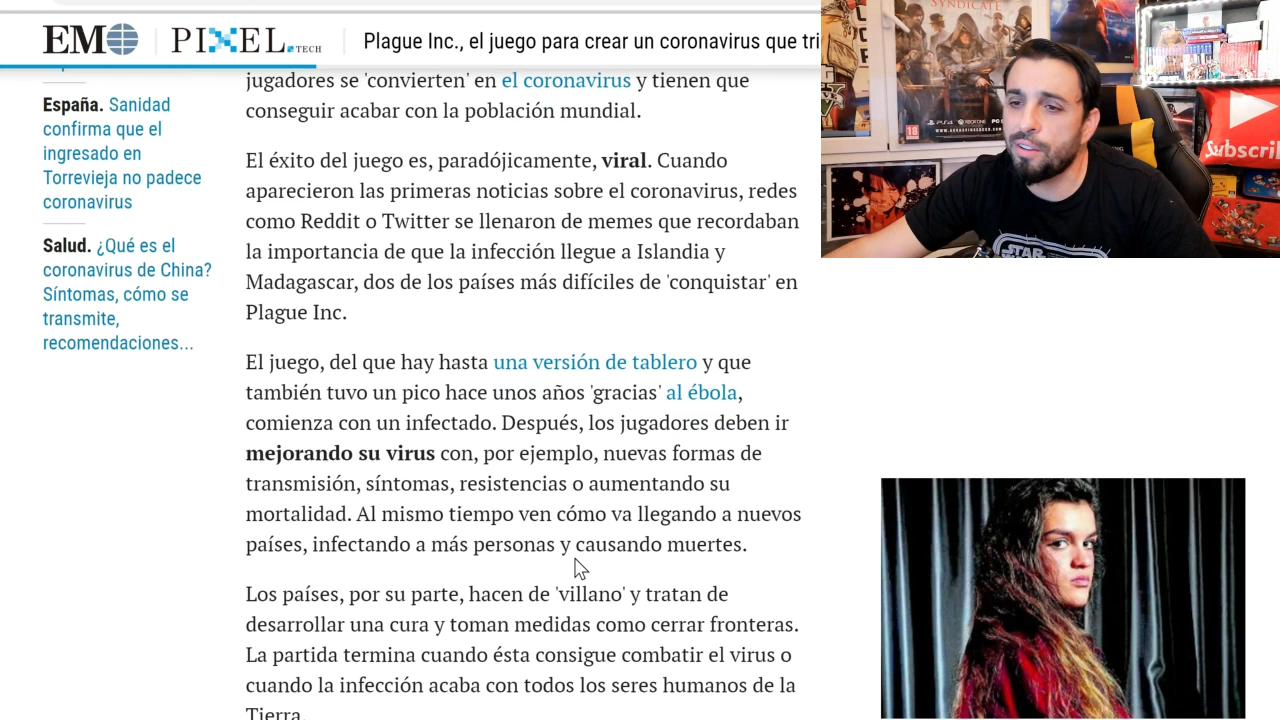 EM
PIXEL.TECH
Plague Inc., el juego para crear un coronavirus que tri
España. Sanidad
confirma que el
ingresado en
Torrevieja no padece
coronavirus
Salud. ¿Qué es el
coronavirus de China?
Síntomas, cómo se
transmite,
recomendaciones...
jugadores se 'convierten' en el coronavirus y tienen que
conseguir acabar con la población mundial.
El éxito del juego es, paradójicamente, viral. Cuando
aparecieron las primeras noticias sobre el coronavirus, redes
como Reddit o Twitter se llenaron de memes que recordaban
la importancia de que la infección llegue a Islandia y
Madagascar, dos de los países más difíciles de 'conquistar' en
Plague Inc.
El juego, del que hay hasta una versión de tablero y que
también tuvo un pico hace unos años 'gracias' al ébola,
comienza con un infectado. Después, los jugadores deben ir
mejorando su virus con, por ejemplo, nuevas formas de
transmisión, síntomas, resistencias o aumentando su
mortalidad. Al mismo tiempo ven cómo va llegando a nuevos
países, infectando a más personas y causando muertes.
Los países, por su parte, hacen de 'villano' y tratan de
desarrollar una cura y toman medidas como cerrar fronteras.
La partida termina cuando ésta consigue combatir el virus o
cuando la infección acaba con todos los seres humanos de la
Tierra.
SYNDICATE
18
PS4 XBOX ONE PC
Subscri
STAR